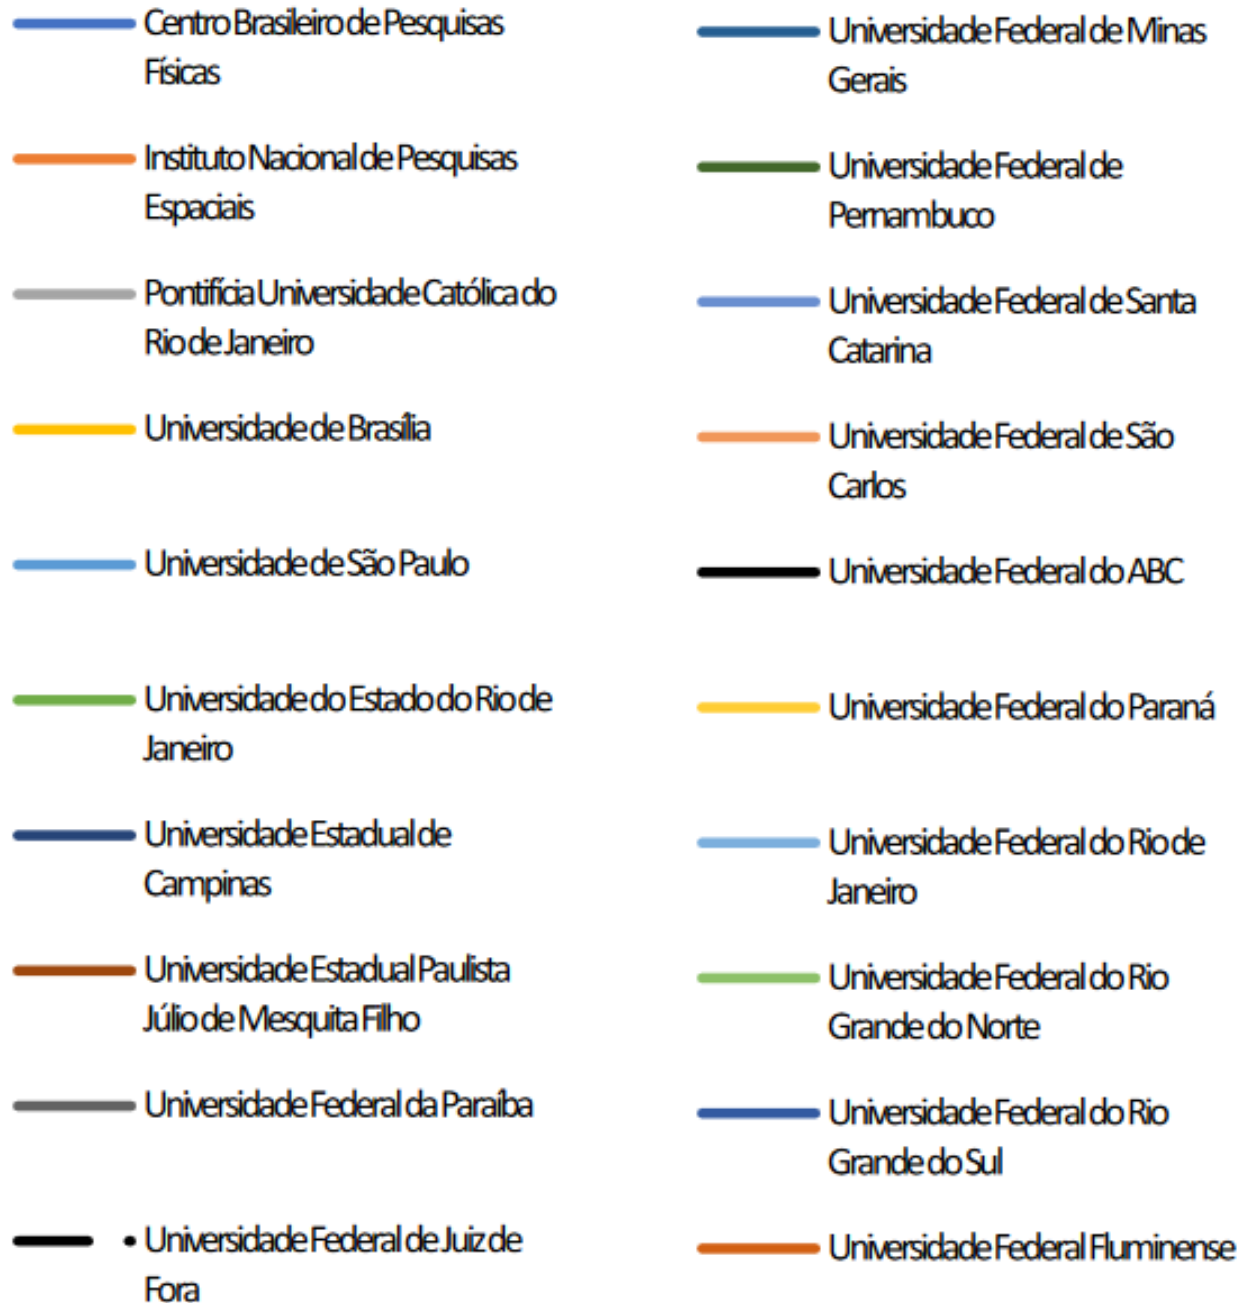 Centro Brasileiro de Pesquisas
Físicas
Instituto Nacional de Pesquisas
Espaciais
Pontifícia Universidade Católica do
Rio de Janeiro
Universidade de Brasília
Universidade de São Paulo
Universidade do Estado do Rio de
Janeiro
Universidade Estadual de
Campinas
Universidade Estadual Paulista
Júlio de Mesquita Filho
Universidade Federal da Paraíba
Universidade Federal de Juiz de
Fora
Universidade Federal de Minas
Gerais
Universidade Federal de
Pernambuco
Universidade Federal de Santa
Catarina
Universidade Federal de São
Carlos
Universidade Federal do ABC
Universidade Federal do Paraná
Universidade Federal do Rio de
Janeiro
Universidade Federal do Rio
Grande do Norte
Universidade Federal do Rio
Grande do Sul
Universidade Federal Fluminense